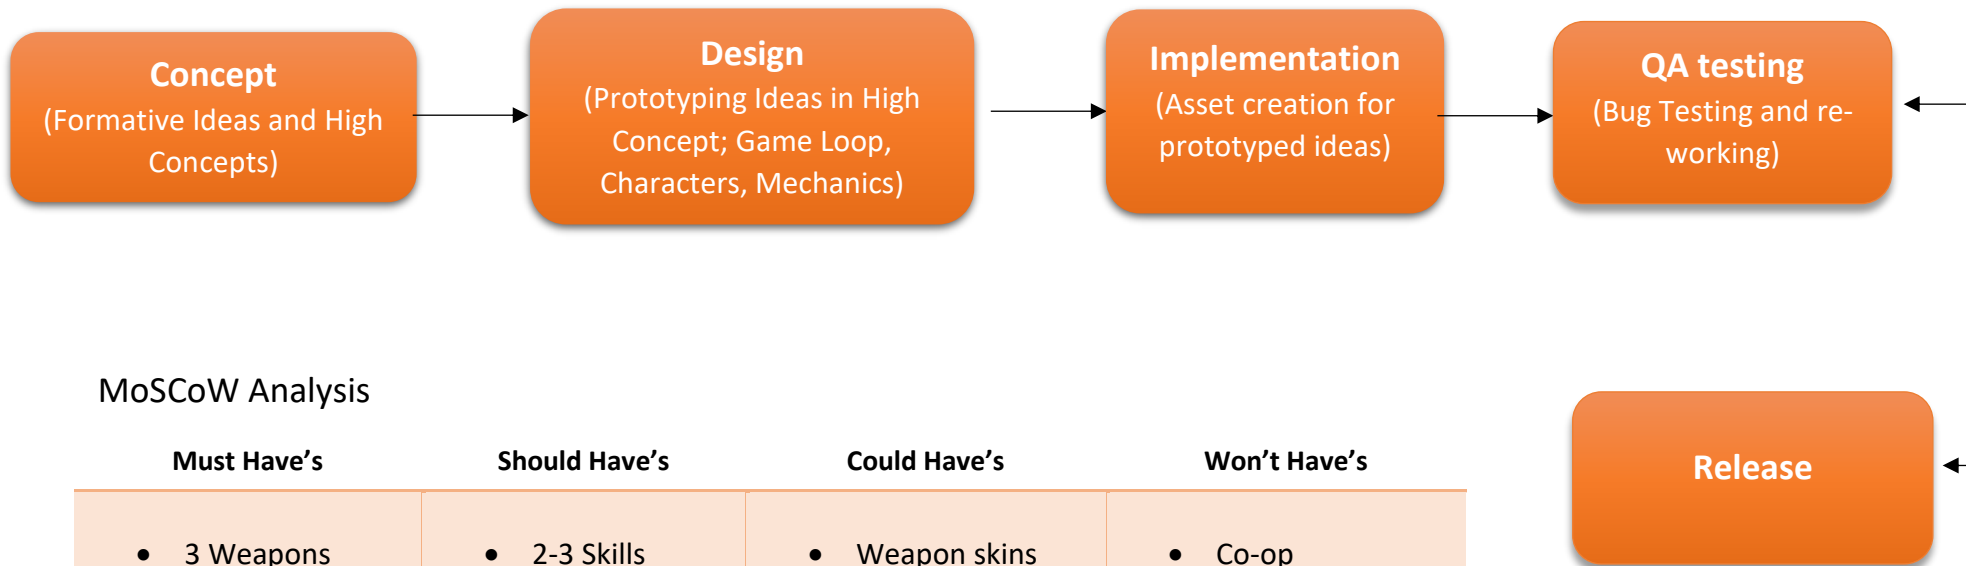 Concept
(Formative Ideas and High
Concepts)
Design
(Prototyping Ideas in High
Concept; Game Loop,
Characters, Mechanics)
Implementation
(Asset creation for
prototyped ideas)
QA testing
(Bug Testing and re-
working)
MoSCoW Analysis
Must Have’s
Should Have’s
Could Have’s
Won’t Have’s
• 3 Weapons
• 2-3 Skills
• Weapon skins
• Co-op
Release